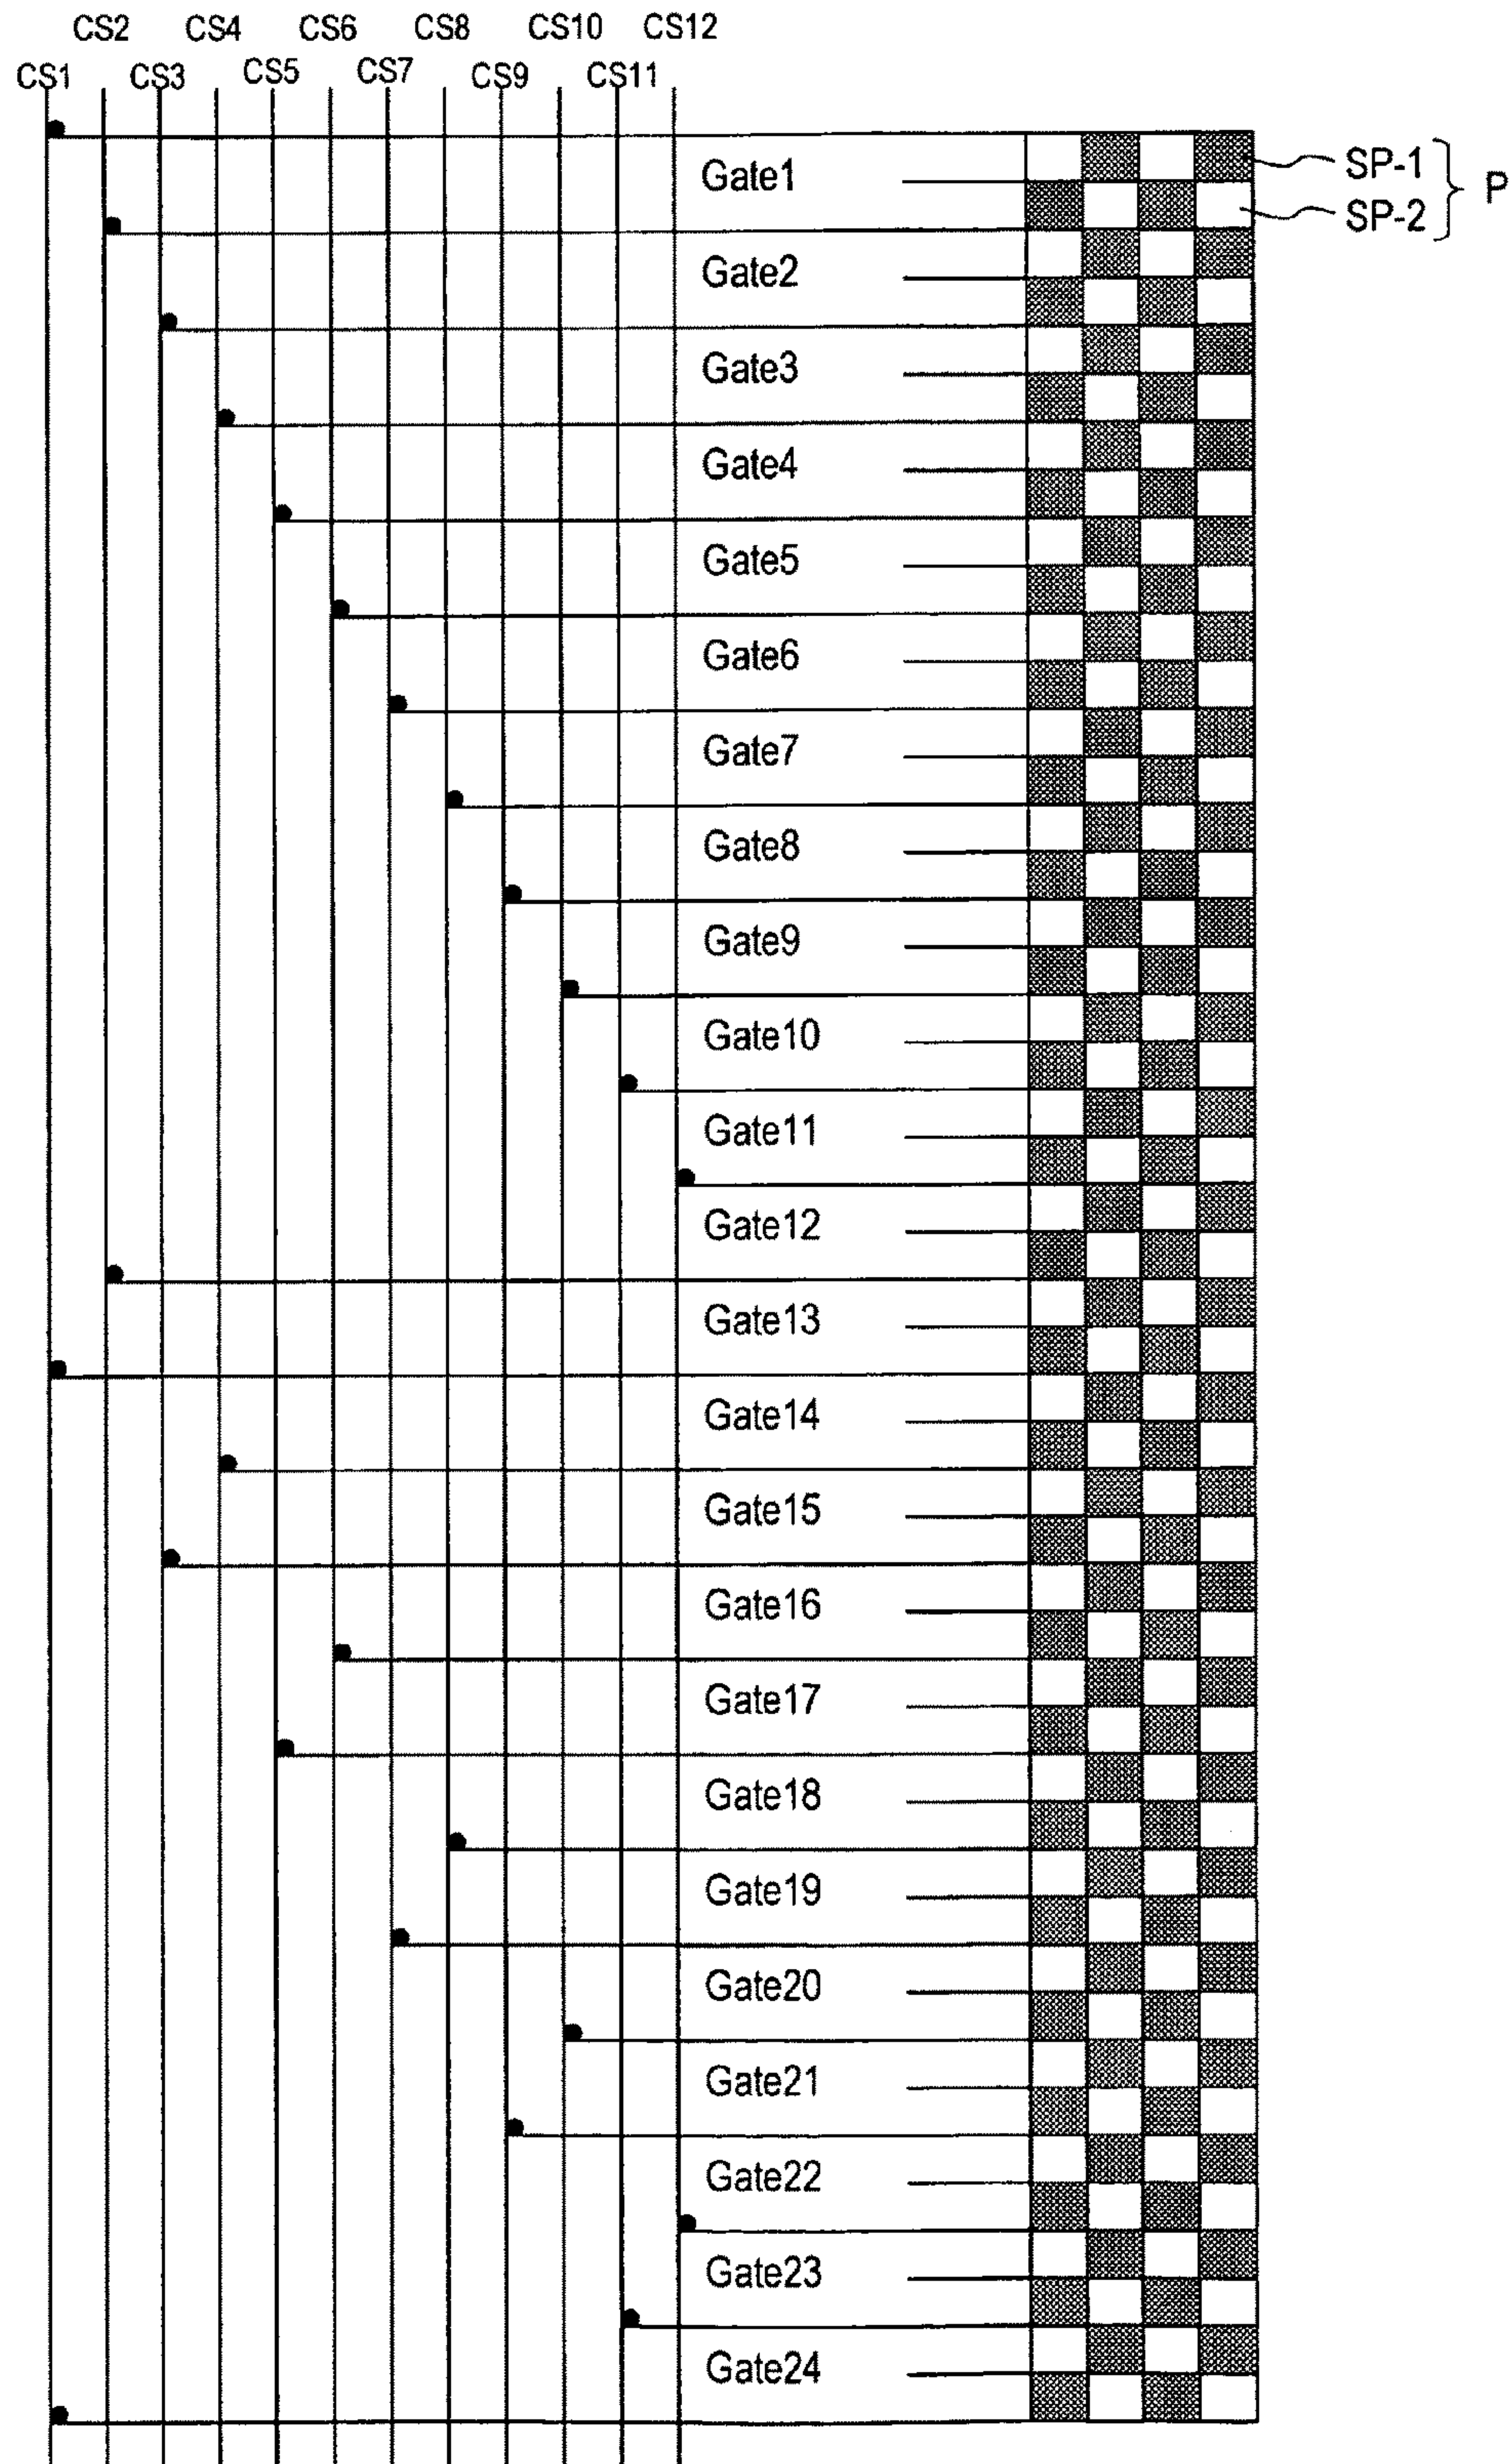 CS2 CS4 CS6 CS8 CS10 CS12
CS1 CS3 CS5 CS7 CS9 CS11
Gate1
SP-1
SP-2
P
Gate2
Gate3
Gate4
Gate5
Gate6
Gate7
Gate8
Gate9
Gate10
Gate11
Gate12
Gate13
Gate14
Gate15
Gate16
Gate17
Gate18
Gate19
Gate20
Gate21
Gate22
Gate23
Gate24